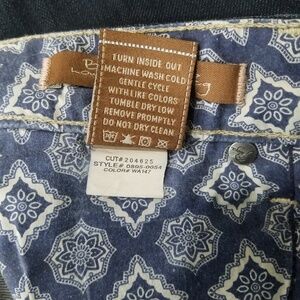 TURN INSIDE OUT
MACHINE WASH COLD
GENTLE CYCLE
WITH LIKE COLORS
TUMBLE DRY LOW
REMOVE PROMPTLY
DO NOT DRY CLEAN
CUT# 204625
STYLE# 0895-0054
COLOR# WA147